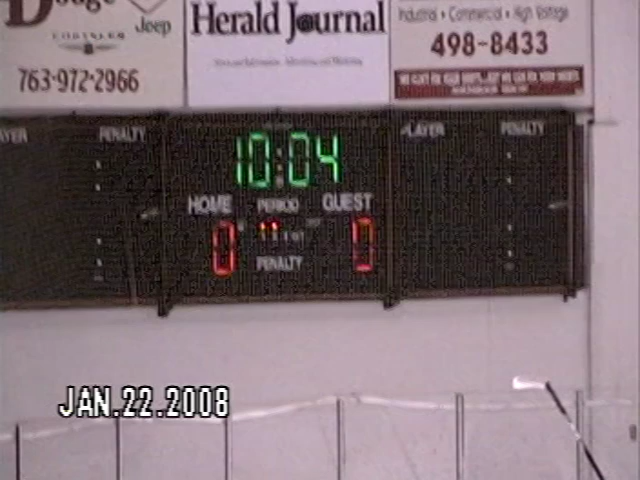 Dodge
CHRYSLER
Jeep
763-972-2966
Herald Journal
Industrial • Commercial • High Voltage
498-8433
PLAYER PENALTY
10:04
HOME PERIOD GUEST
0 0
PENALTY
PLAYER PENALTY
JAN.22.2008